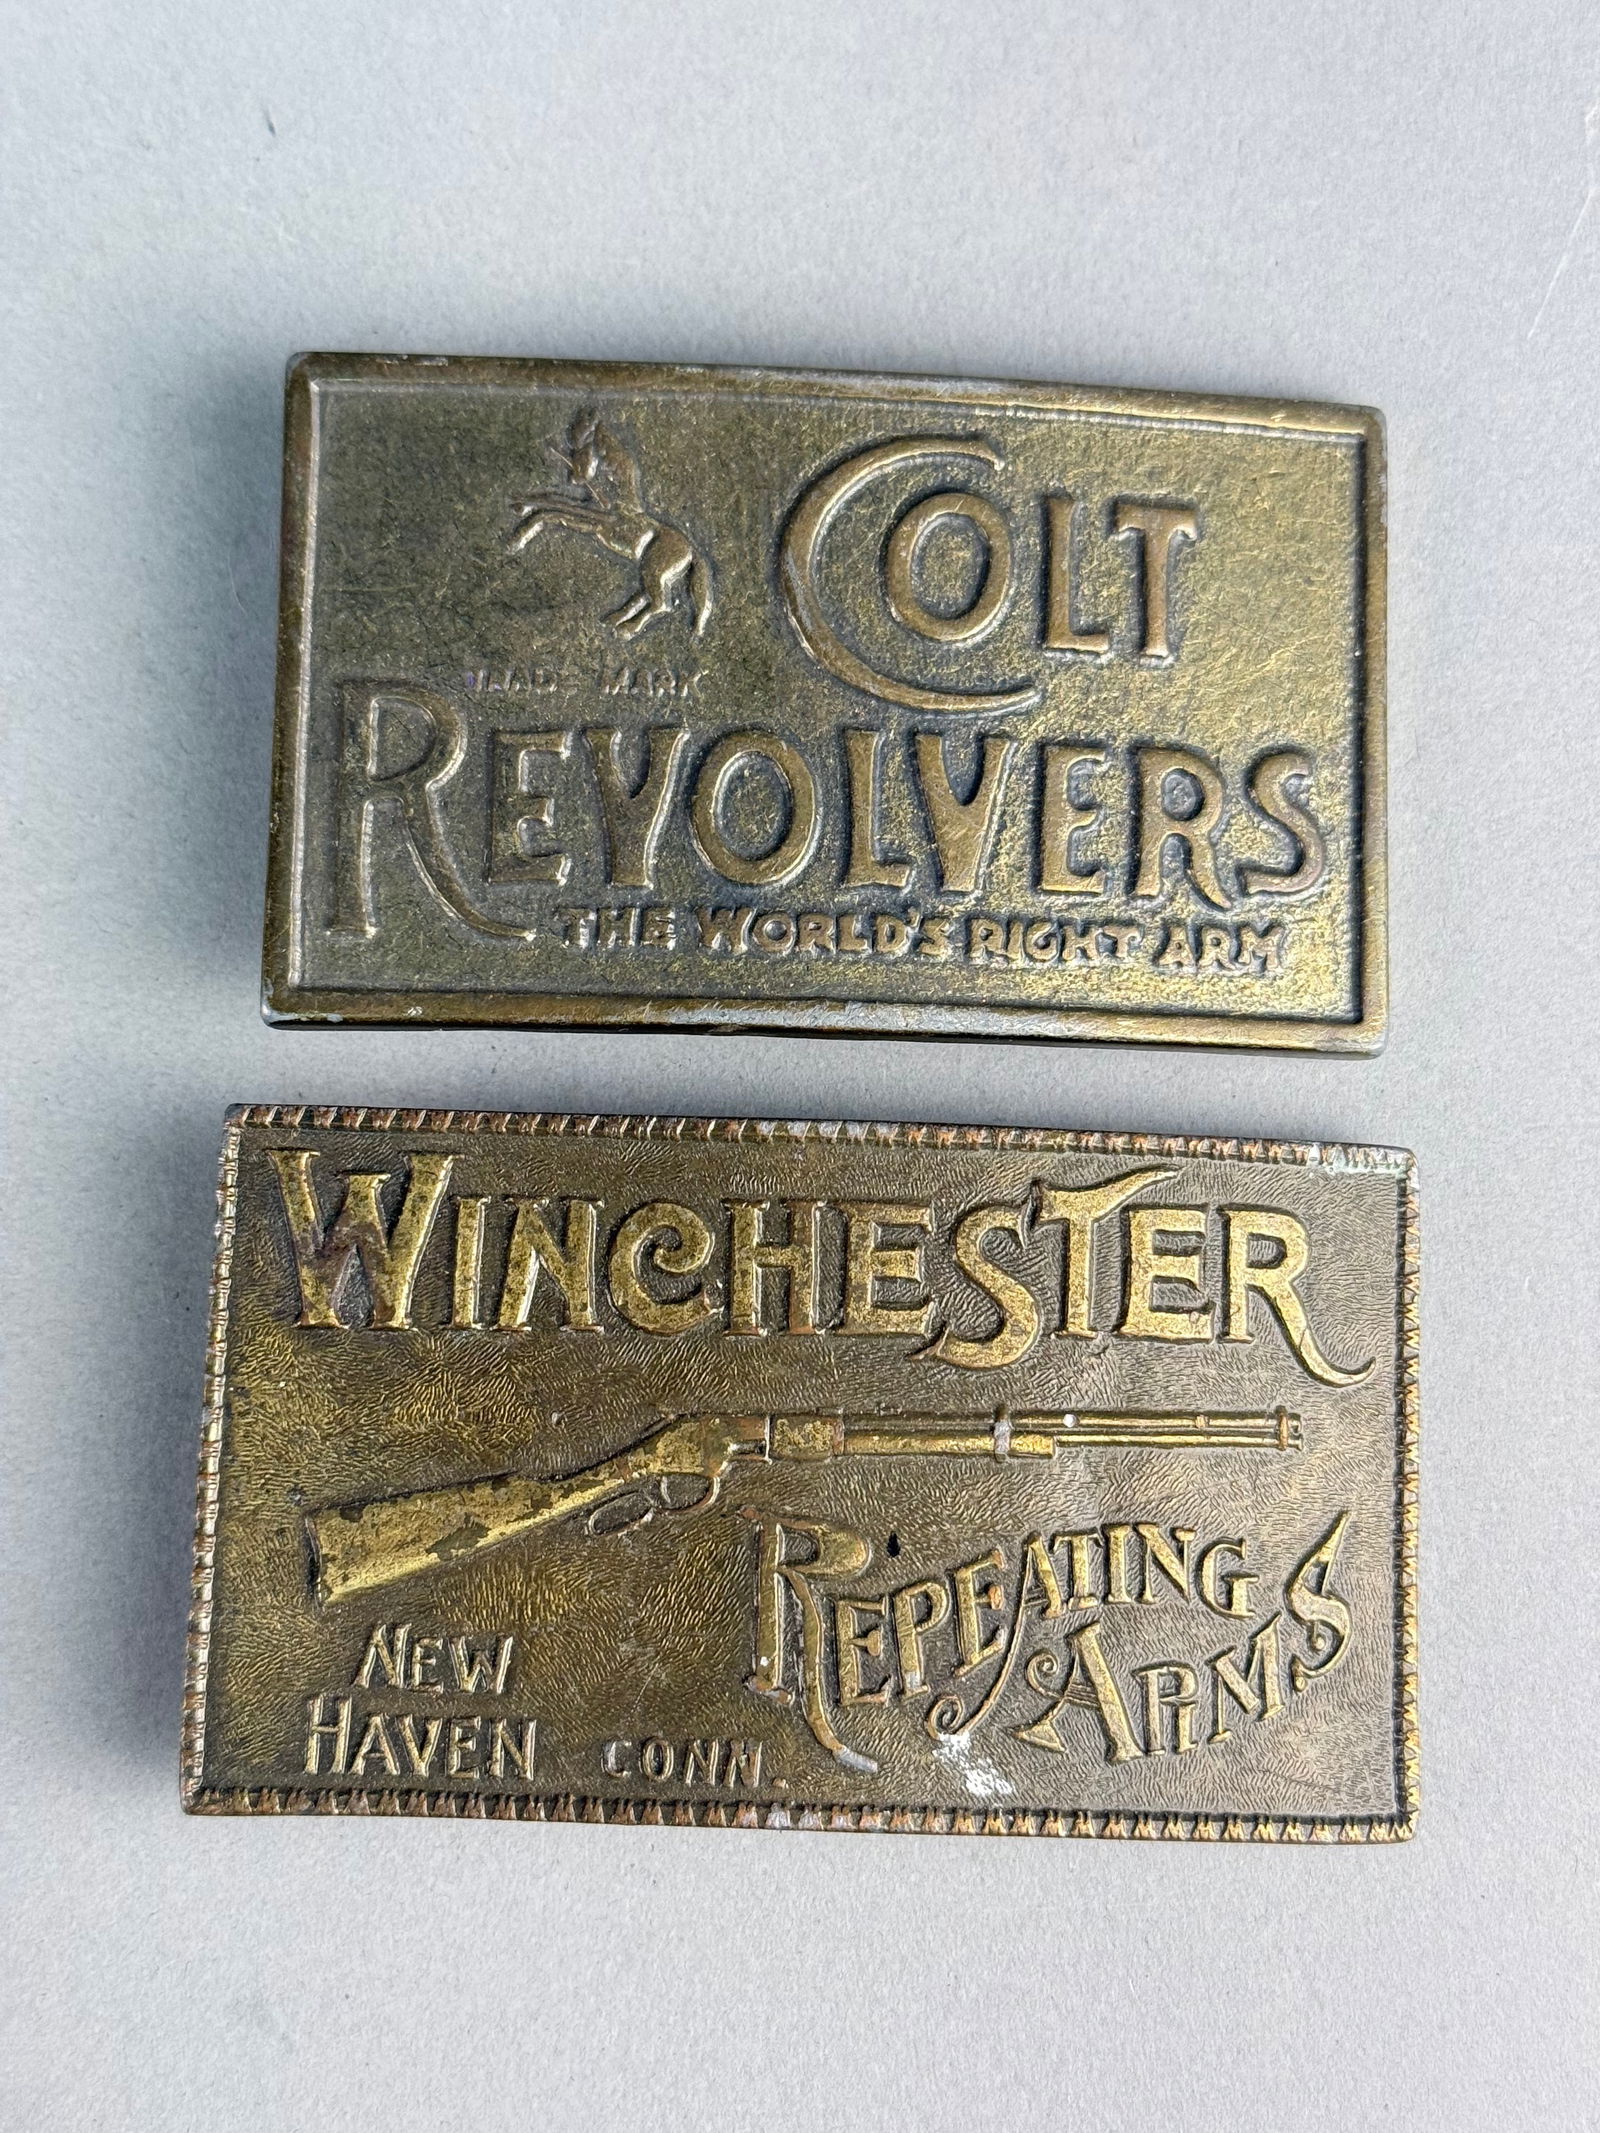 COLT
TRADE MARK
REVOLVERS
THE WORLD'S RIGHT ARM
WINCHESTER
REPEATING
ARMS
NEW
HAVEN CONN.